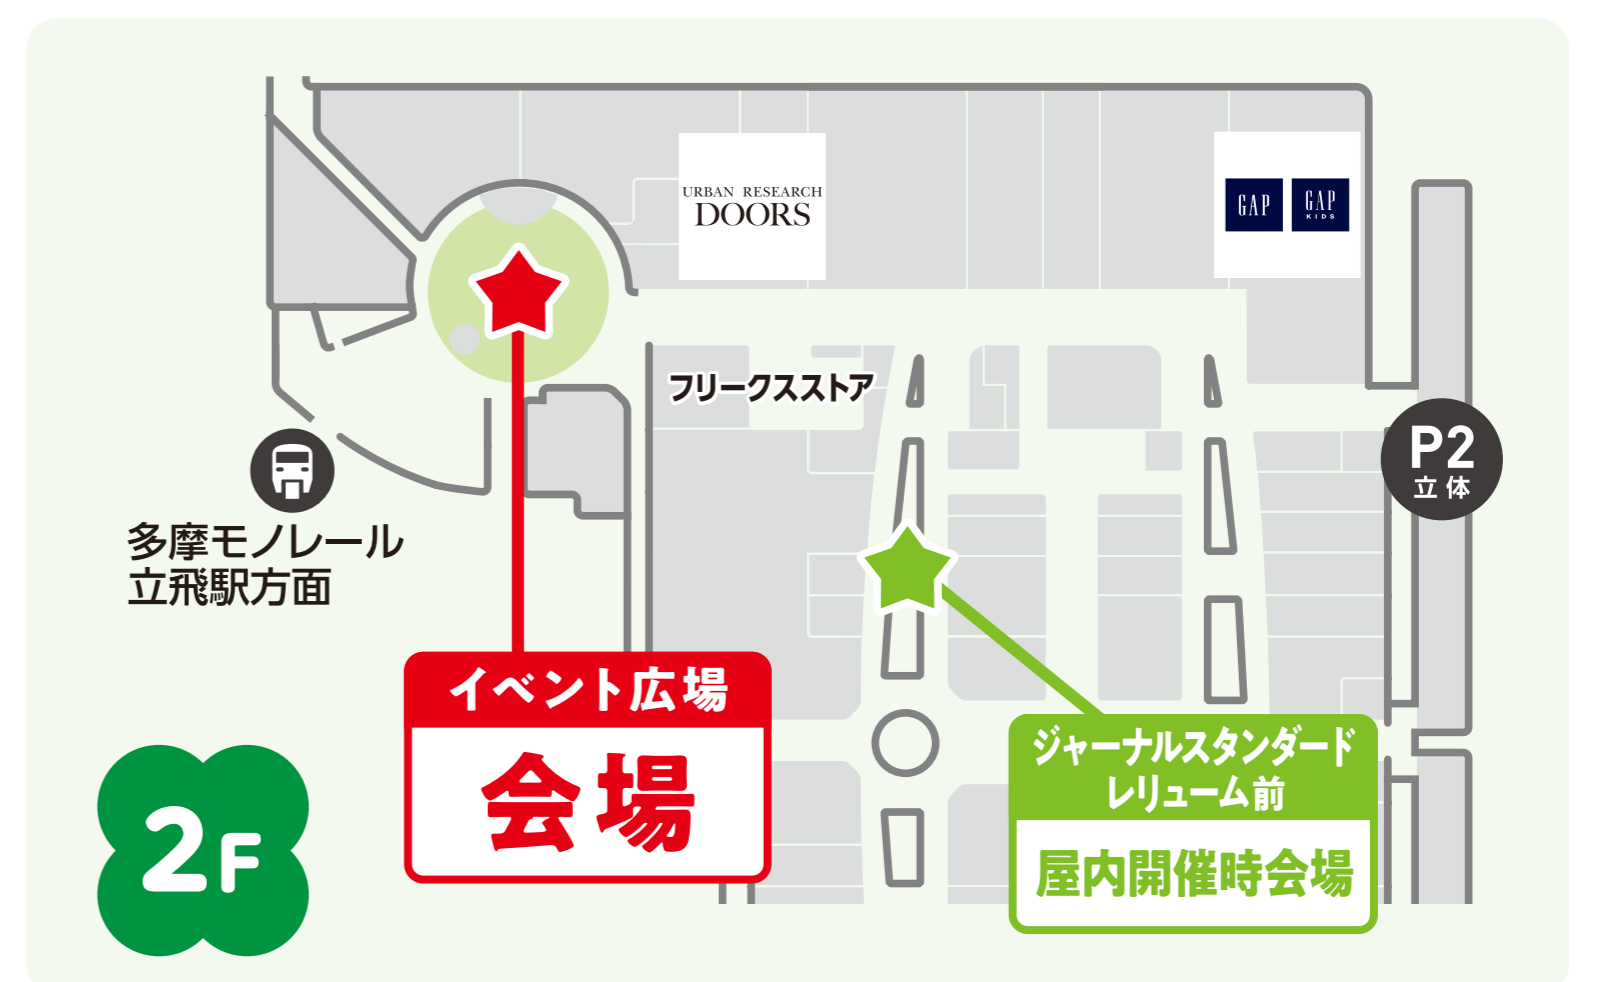 URBAN RESEARCH
DOORS
GAP
GAP
KIDS
フリークスストア
P2
立体
多摩モノレール
立飛駅方面
イベント広場
会場
ジャーナルスタンダード
レリューム前
屋内開催時会場
2F